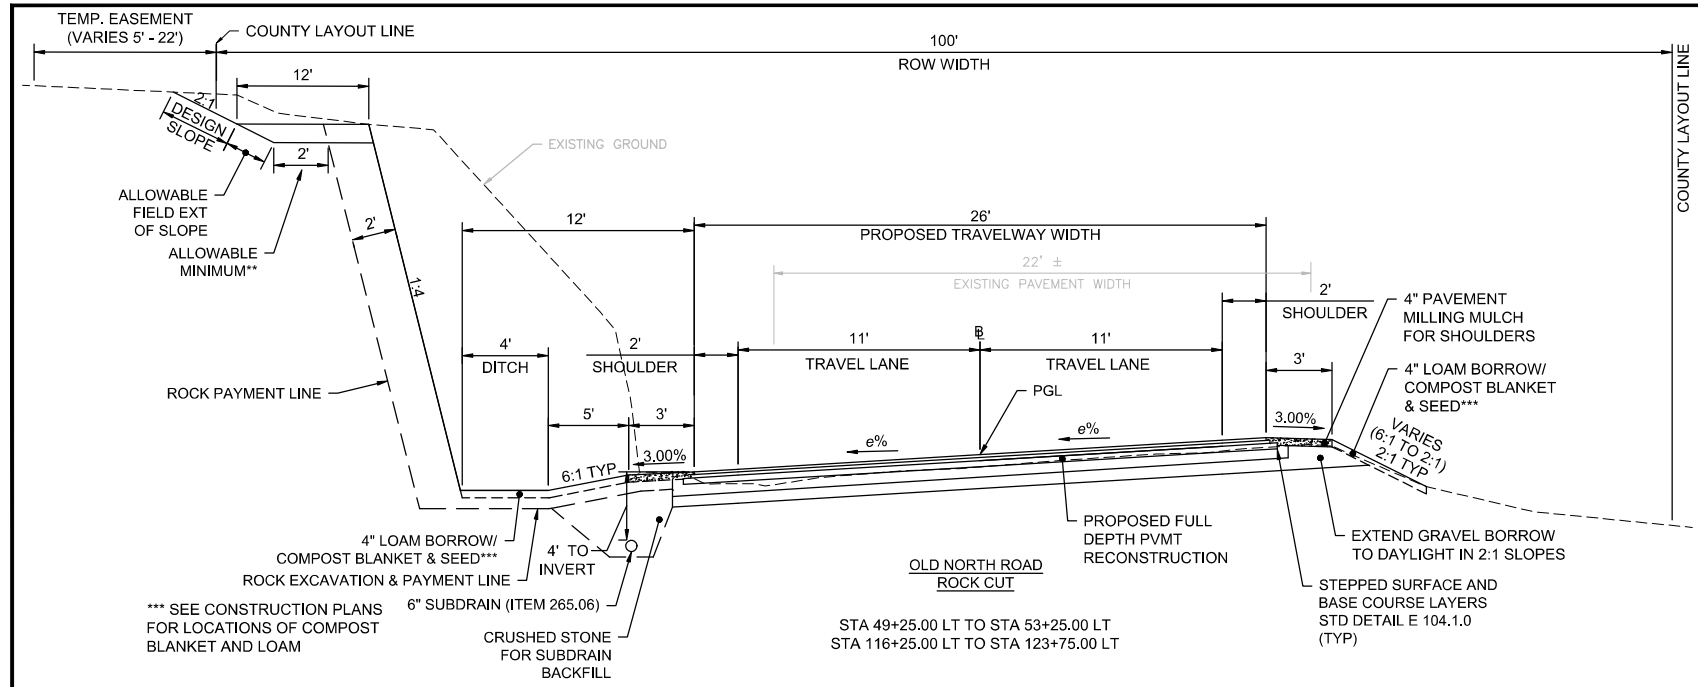 TEMP. EASEMENT
(VARIES 5' - 22')
COUNTY LAYOUT LINE
100'
ROW WIDTH
COUNTY LAYOUT LINE
12'
2:1
DESIGN
SLOPE
2'
EXISTING GROUND
ALLOWABLE
FIELD EXT
OF SLOPE
ALLOWABLE
MINIMUM**
2'
1:4
12'
26'
PROPOSED TRAVELWAY WIDTH
22' ±
EXISTING PAVEMENT WIDTH
2'
SHOULDER
4" PAVEMENT
MILLING MULCH
FOR SHOULDERS
4'
DITCH
2'
SHOULDER
11'
TRAVEL LANE
11'
TRAVEL LANE
3'
ROCK PAYMENT LINE
PGL
4" LOAM BORROW/
COMPOST BLANKET
& SEED***
5'
3'
3.00%
e%
e%
3.00%
VARIES
(6:1 TO 2:1)
2:1 TYP
6:1 TYP
4" LOAM BORROW/
COMPOST BLANKET & SEED***
4' TO
INVERT
ROCK EXCAVATION & PAYMENT LINE
6" SUBDRAIN (ITEM 265.06)
CRUSHED STONE
FOR SUBDRAIN
BACKFILL
PROPOSED FULL
DEPTH PVMT
RECONSTRUCTION
EXTEND GRAVEL BORROW
TO DAYLIGHT IN 2:1 SLOPES
STEPPED SURFACE AND
BASE COURSE LAYERS
STD DETAIL E 104.1.0
(TYP)
*** SEE CONSTRUCTION PLANS
FOR LOCATIONS OF COMPOST
BLANKET AND LOAM
OLD NORTH ROAD
ROCK CUT
STA 49+25.00 LT TO STA 53+25.00 LT
STA 116+25.00 LT TO STA 123+75.00 LT